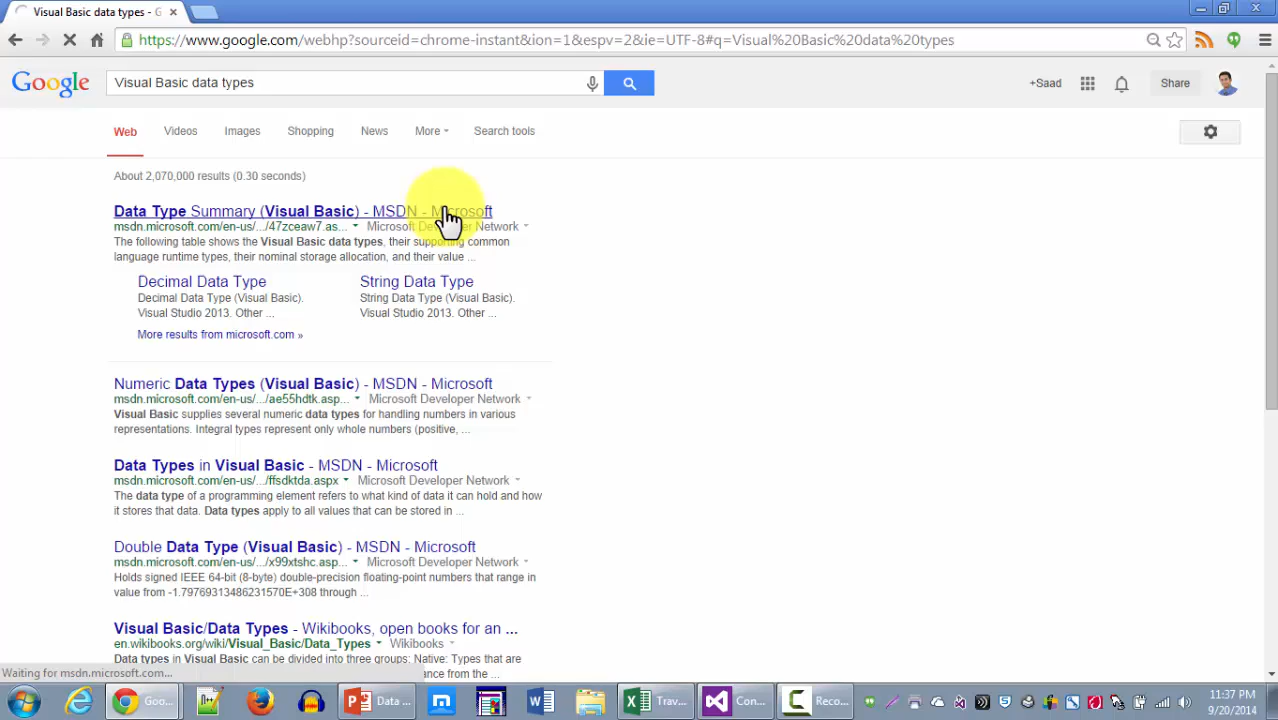 Visual Basic data types - G
https://www.google.com/webhp?sourceid=chrome-instant&ion=1&espv=2&ie=UTF-8#q=Visual%20Basic%20data%20types
Google
Visual Basic data types
+Saad
Share
Web Videos Images Shopping News More Search tools
About 2,070,000 results (0.30 seconds)
Data Type Summary (Visual Basic) - MSDN - Microsoft
msdn.microsoft.com/en-us/.../47zceaw7.as... Microsoft Developer Network
The following table shows the Visual Basic data types, their supporting common
language runtime types, their nominal storage allocation, and their value ...
Decimal Data Type
Decimal Data Type (Visual Basic).
Visual Studio 2013. Other ...
String Data Type
String Data Type (Visual Basic).
Visual Studio 2013. Other ...
More results from microsoft.com »
Numeric Data Types (Visual Basic) - MSDN - Microsoft
msdn.microsoft.com/en-us/.../ae55hdtk.asp... Microsoft Developer Network
Visual Basic supplies several numeric data types for handling numbers in various
representations. Integral types represent only whole numbers (positive, ...
Data Types in Visual Basic - MSDN - Microsoft
msdn.microsoft.com/en-us/.../ffsdktda.aspx Microsoft Developer Network
The data type of a programming element refers to what kind of data it can hold and how
it stores that data. Data types apply to all values that can be stored in ...
Double Data Type (Visual Basic) - MSDN - Microsoft
msdn.microsoft.com/en-us/.../x99xtshc.asp... Microsoft Developer Network
Holds signed IEEE 64-bit (8-byte) double-precision floating-point numbers that range in
value from -1.79769313486231570E+308 through ...
Visual Basic/Data Types - Wikibooks, open books for an ...
en.wikibooks.org/wiki/Visual_Basic/Data_Types Wikibooks
Data types in Visual Basic can be divided into three groups: Native: Types that are
Waiting for msdn.microsoft.com... ance from the ...
Goo... Data ... Trav... Con... Reco...
11:37 PM
9/20/2014